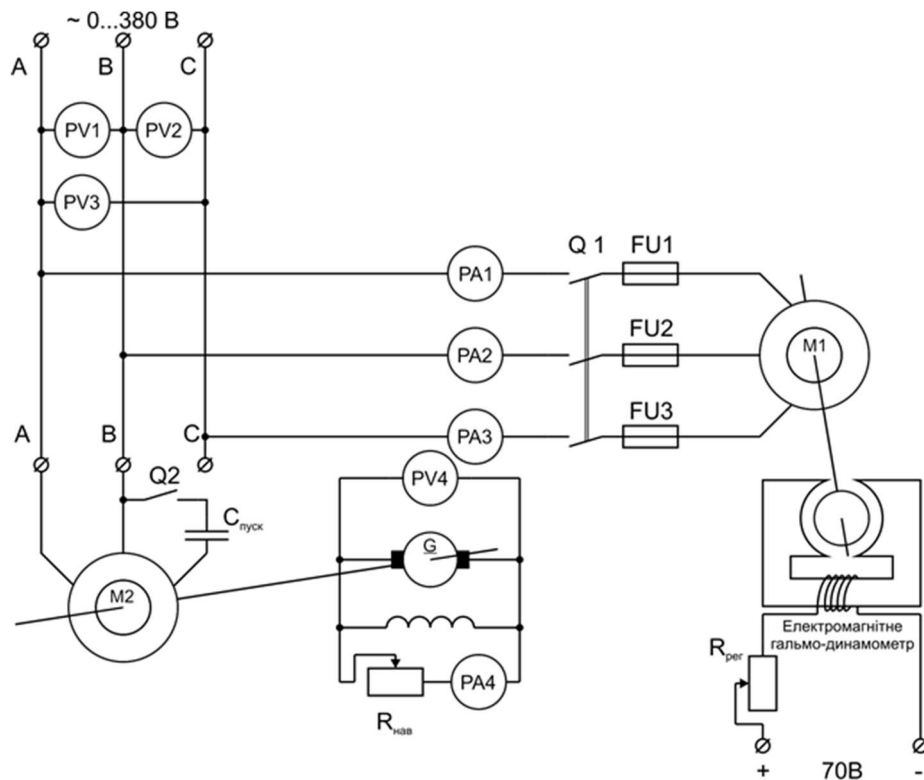 ~ 0...380 В
A B C
PV1 PV2
PV3
PA1 Q 1 FU1
PA2 FU2 M1
PA3 FU3
A B C
Q2
Cпуск
PV4
G
M2
PA4
Rнав
Електромагнітне
гальмо-динамометр
Rрег
+ 70В -